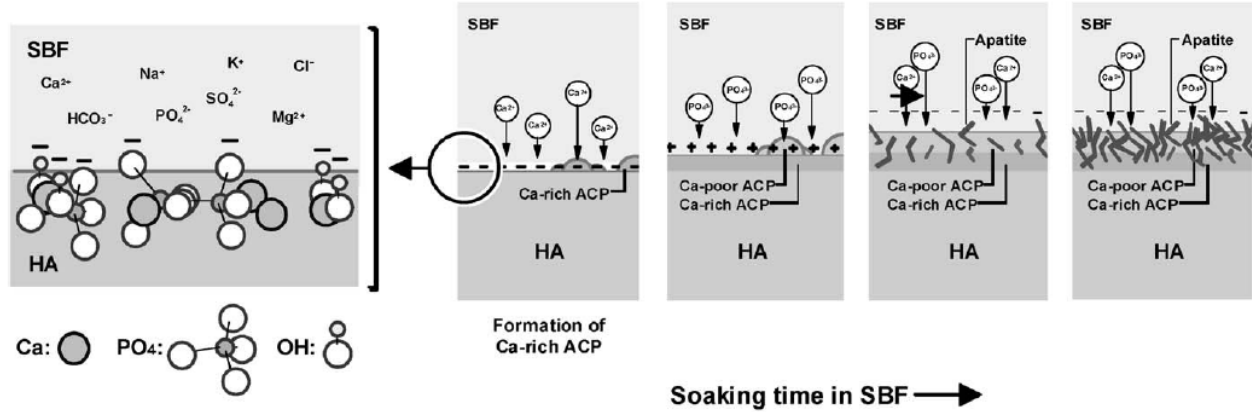 SBF
Ca²⁺
Na⁺
K⁺
Cl⁻
HCO₃⁻
PO₄²⁻
SO₄²⁻
Mg²⁺
HA
Ca:
PO₄:
OH:
SBF
Ca²⁺
Ca²⁺
Ca²⁺
Ca²⁺
Ca-rich ACP
HA
Formation of
Ca-rich ACP
SBF
PO₄³⁻
PO₄³⁻
PO₄³⁻
PO₄³⁻
Ca-poor ACP
Ca-rich ACP
HA
SBF
PO₄³⁻
Ca²⁺
Apatite
Ca²⁺
PO₄³⁻
Ca-poor ACP
Ca-rich ACP
HA
SBF
PO₄³⁻
Ca²⁺
Apatite
Ca²⁺
PO₄³⁻
Ca-poor ACP
Ca-rich ACP
HA
Soaking time in SBF